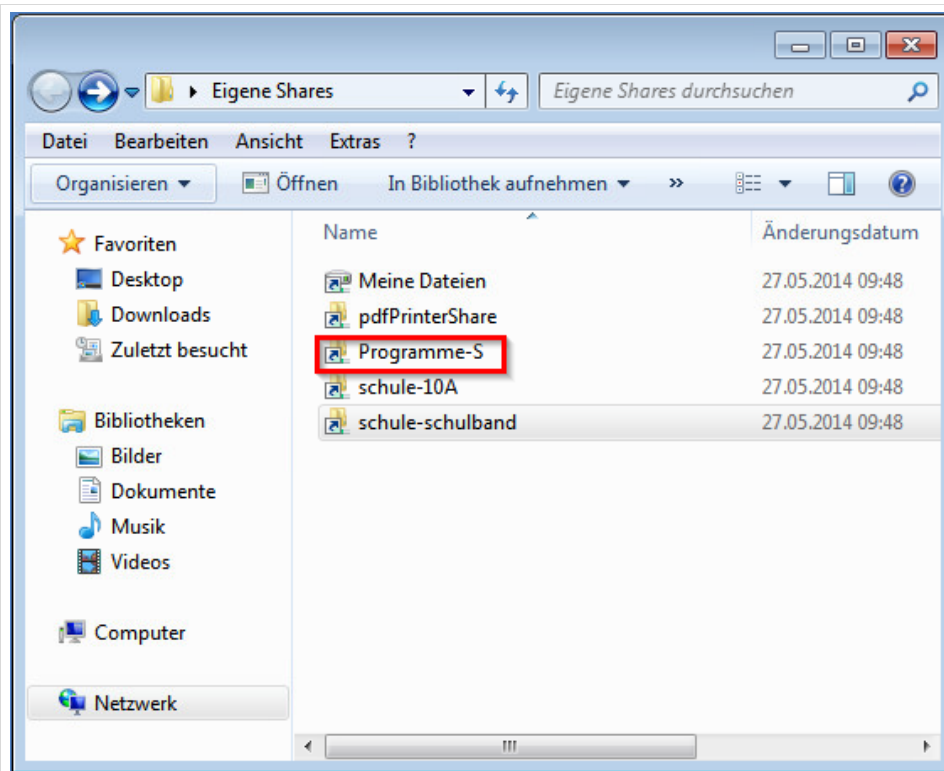 Eigene Shares
Eigene Shares durchsuchen
Datei Bearbeiten Ansicht Extras ?
Organisieren Öffnen In Bibliothek aufnehmen »
Name Änderungsdatum
Favoriten
Desktop
Downloads
Zuletzt besucht
Bibliotheken
Bilder
Dokumente
Musik
Videos
Computer
Netzwerk
Meine Dateien 27.05.2014 09:48
pdfPrinterShare 27.05.2014 09:48
Programme-S 27.05.2014 09:48
schule-10A 27.05.2014 09:48
schule-schulband 27.05.2014 09:48